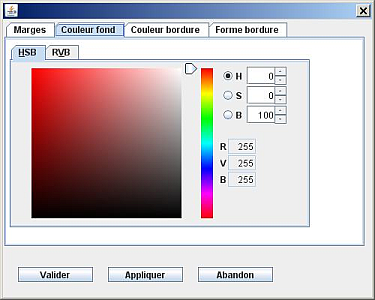 Marges Couleur fond Couleur bordure Forme bordure
HSB RVB
H 0
S 0
B 100
R 255
V 255
B 255
Valider Appliquer Abandon